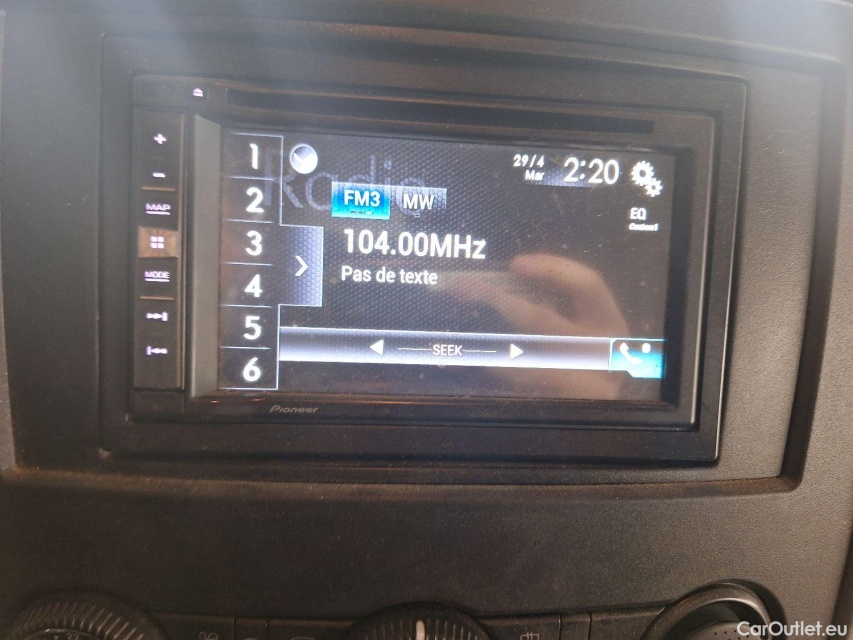 +
-
MAP
MODE
1
2
3
4
5
6
Radio
29/4
Mar
2:20
FM3
MW
EQ
Custom1
104.00MHz
Pas de texte
SEEK
Pioneer
CarOutlet.eu